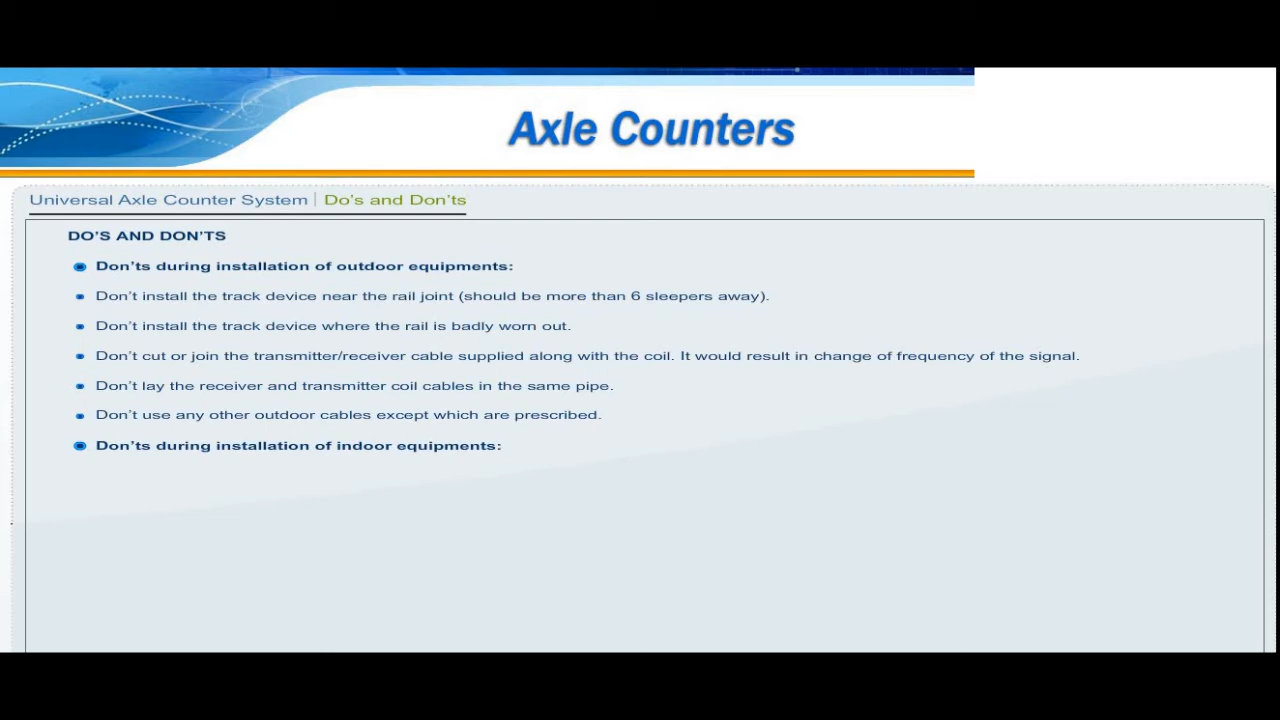 Axle Counters
Universal Axle Counter System | Do's and Don'ts
DO'S AND DON'TS
Don'ts during installation of outdoor equipments:
Don't install the track device near the rail joint (should be more than 6 sleepers away).
Don't install the track device where the rail is badly worn out.
Don't cut or join the transmitter/receiver cable supplied along with the coil. It would result in change of frequency of the signal.
Don't lay the receiver and transmitter coil cables in the same pipe.
Don't use any other outdoor cables except which are prescribed.
Don'ts during installation of indoor equipments: